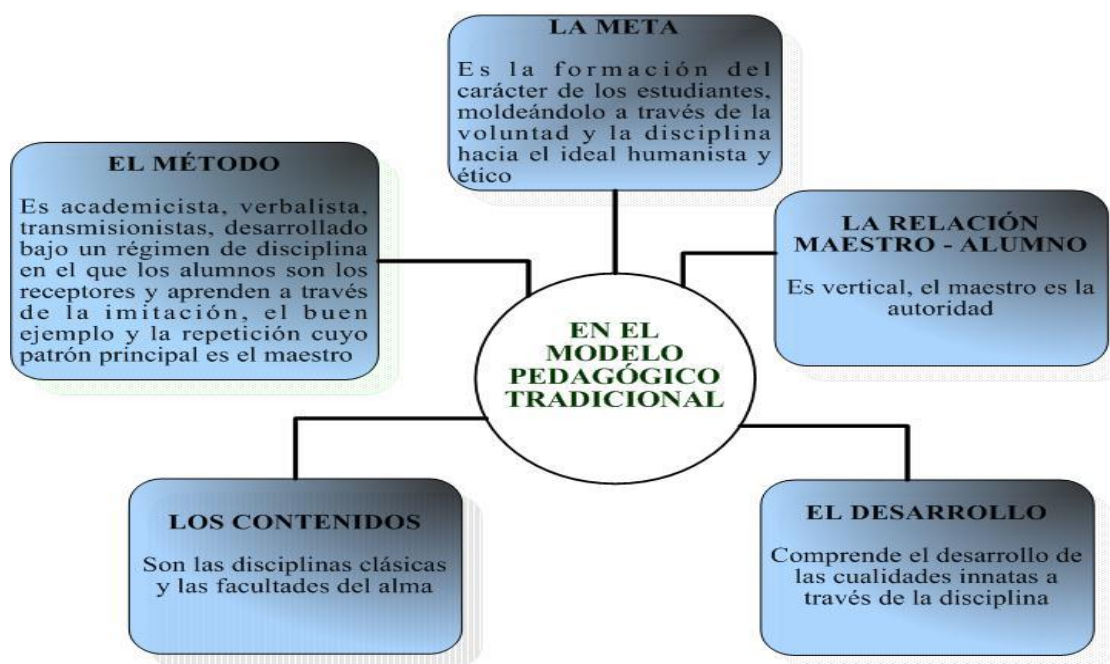 LA META
Es la formación del
carácter de los estudiantes,
moldeándolo a través de la
voluntad y la disciplina
hacia el ideal humanista y
ético
EL MÉTODO
Es academicista, verbalista,
transmisionistas, desarrollado
bajo un régimen de disciplina
en el que los alumnos son los
receptores y aprenden a través
de la imitación, el buen
ejemplo y la repetición cuyo
patrón principal es el maestro
LA RELACIÓN
MAESTRO - ALUMNO
Es vertical, el maestro es la
autoridad
EN EL
MODELO
PEDAGÓGICO
TRADICIONAL
LOS CONTENIDOS
Son las disciplinas clásicas
y las facultades del alma
EL DESARROLLO
Comprende el desarrollo de
las cualidades innatas a
través de la disciplina